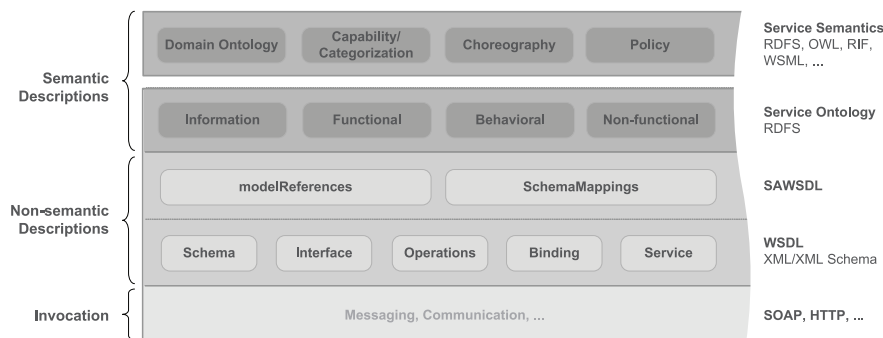 Semantic
Descriptions
Domain Ontology
Capability/
Categorization
Choreography
Policy
Service Semantics
RDFS, OWL, RIF,
WSML, ...
Information
Functional
Behavioral
Non-functional
Service Ontology
RDFS
Non-semantic
Descriptions
modelReferences
SchemaMappings
SAWSDL
Schema
Interface
Operations
Binding
Service
WSDL
XML/XML Schema
Invocation
Messaging, Communication, ...
SOAP, HTTP, ...